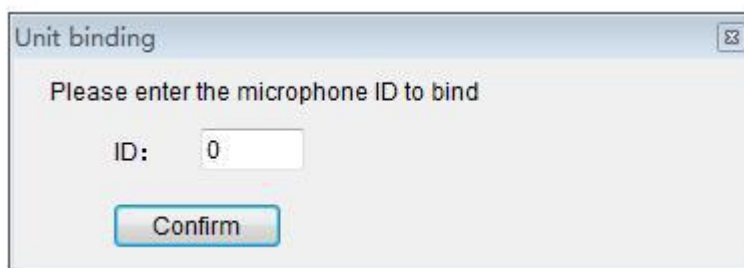 Unit binding
Please enter the microphone ID to bind
ID： 0
Confirm